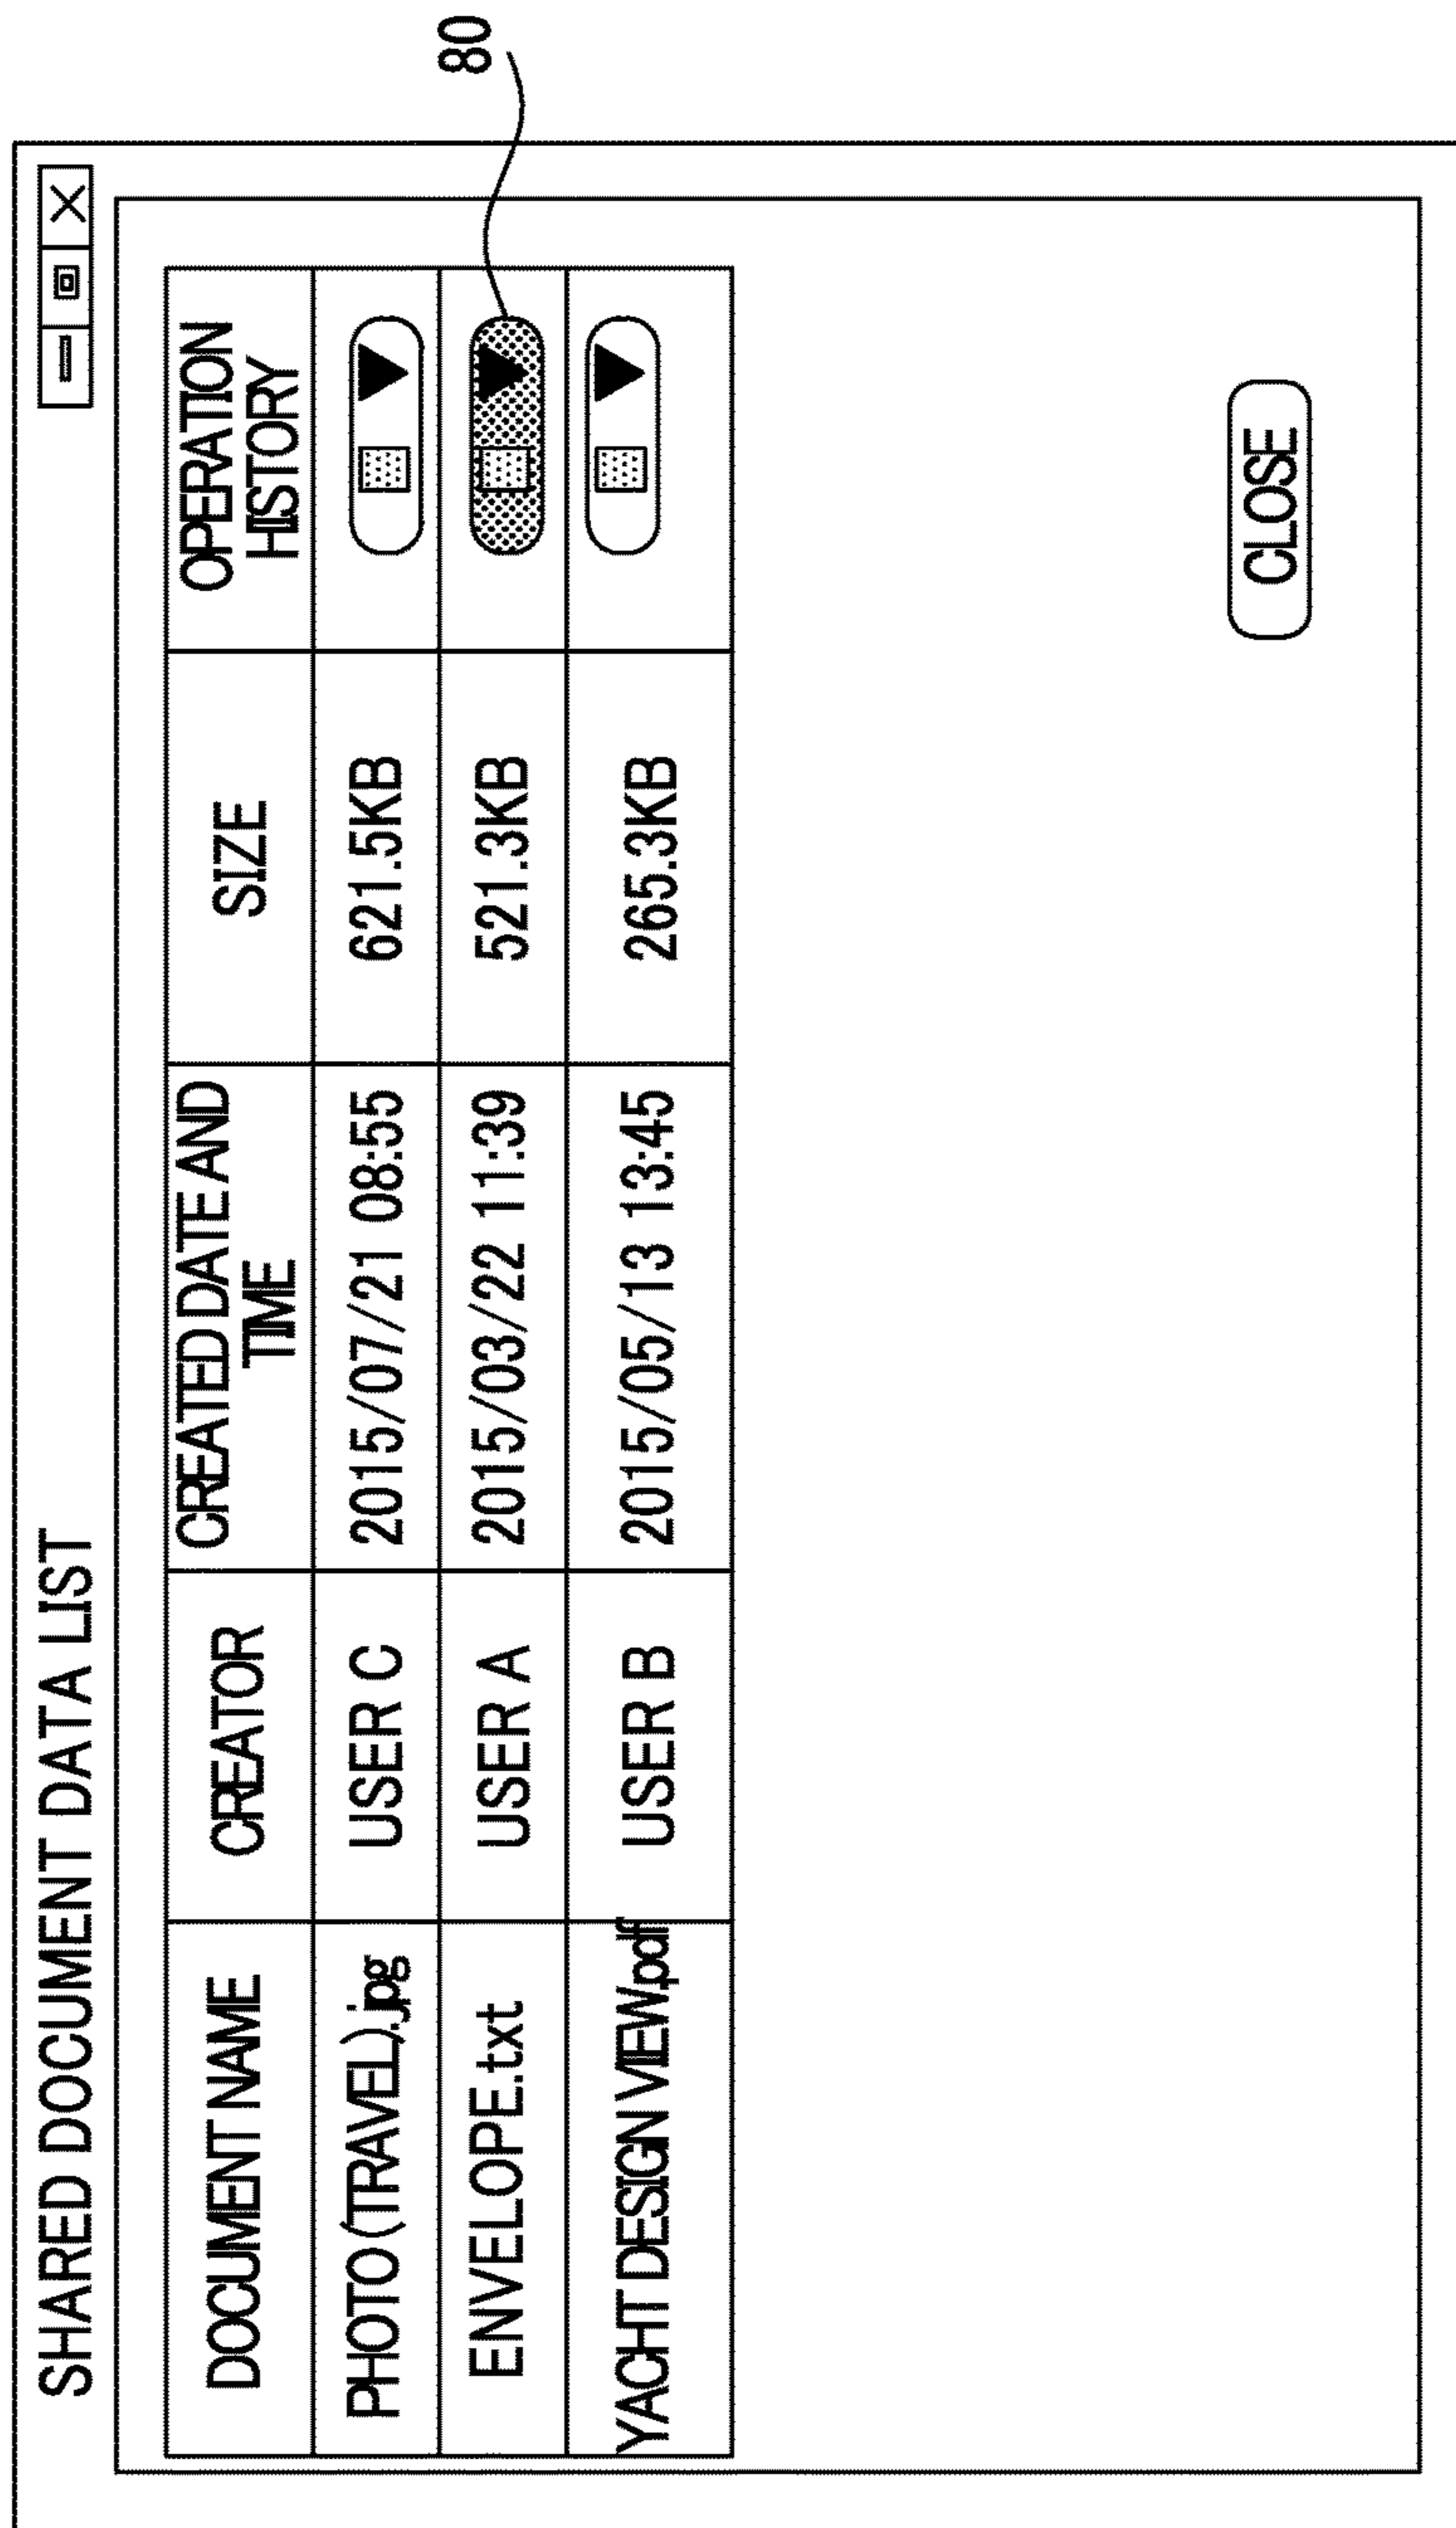 SHARED DOCUMENT DATA LIST
DOCUMENT NAME CREATOR CREATED DATE AND TIME SIZE OPERATION HISTORY
PHOTO (TRAVEL).jpg USER C 2015/07/21 08:55 621.5KB
ENVELOPE.txt USER A 2015/03/22 11:39 521.3KB
YACHT DESIGN VIEW.pdf USER B 2015/05/13 13:45 265.3KB
80
CLOSE